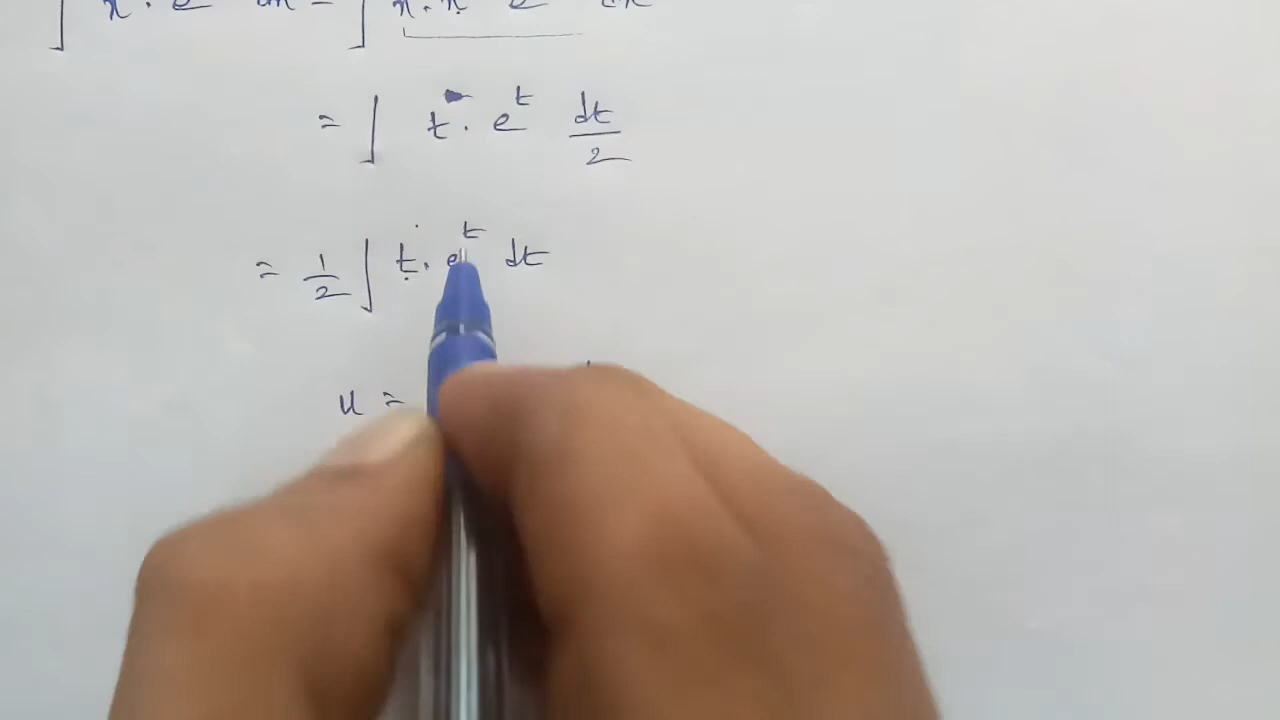 = ∫ t · e^t dt/2
= 1/2 ∫ t · e^t dt
u =